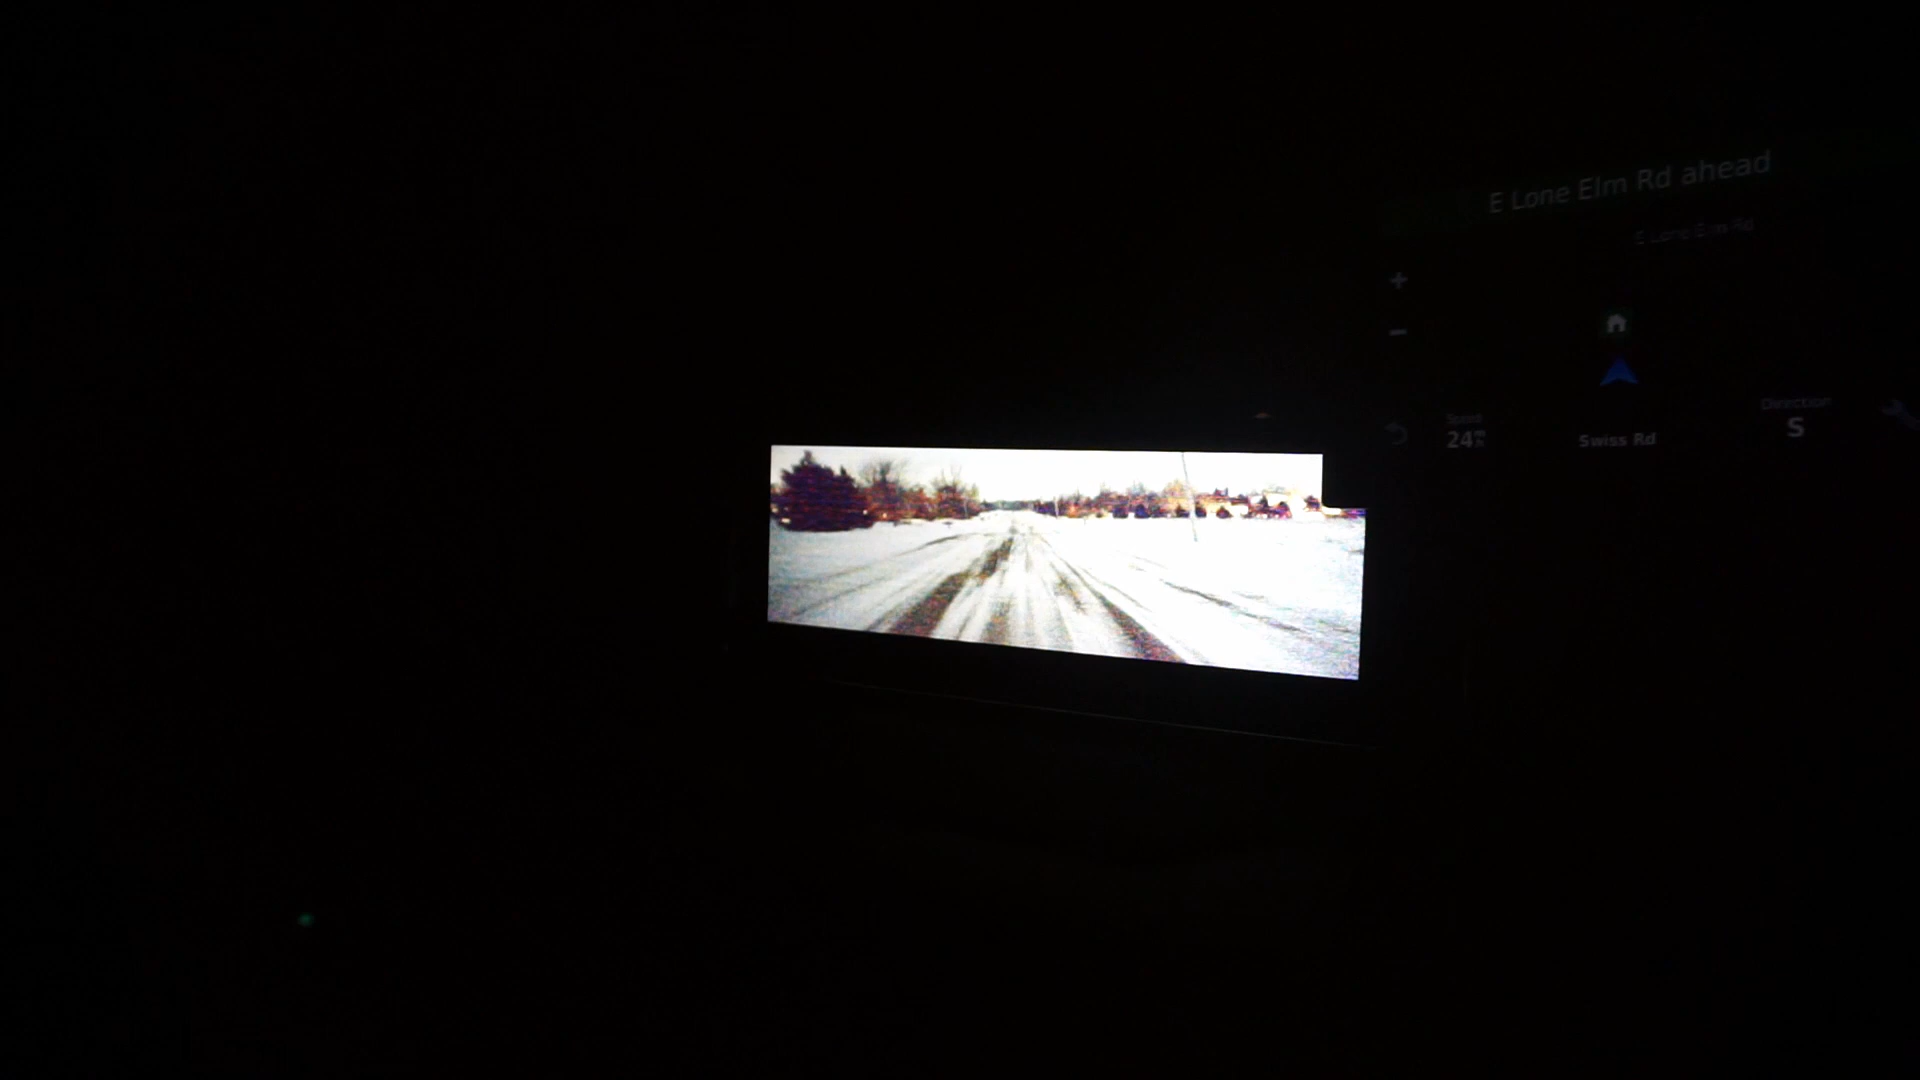 E Lone Elm Rd ahead
E Lone Elm Rd
+
-
Speed
24
Swiss Rd
Direction
S